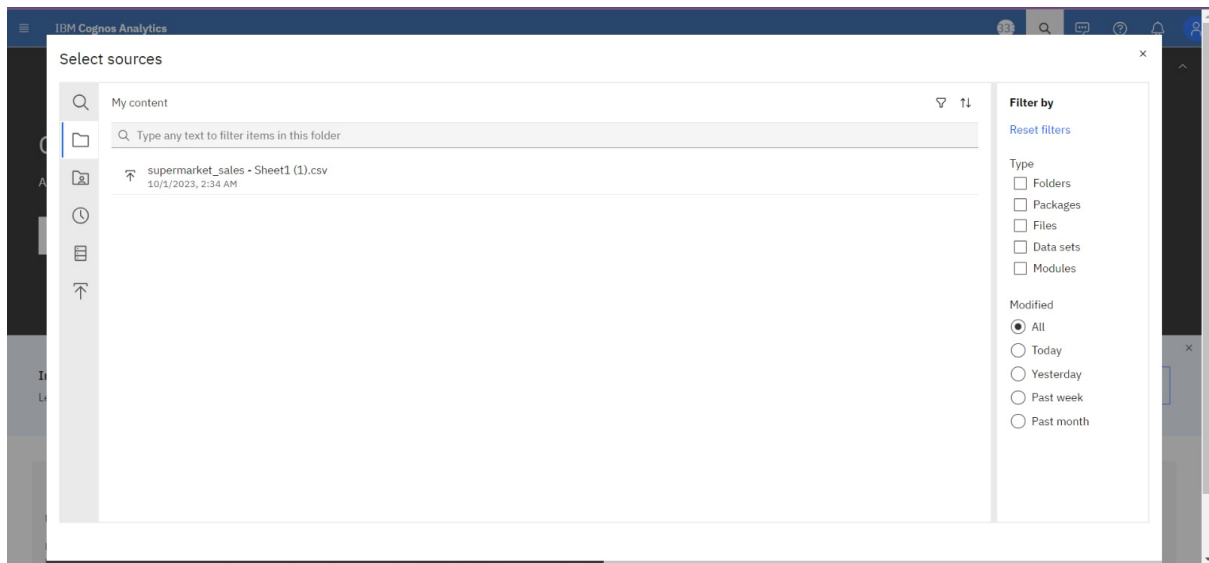 IBM Cognos Analytics
Select sources
My content
Type any text to filter items in this folder
supermarket_sales - Sheet1 (1).csv
10/1/2023, 2:34 AM
Filter by
Reset filters
Type
Folders
Packages
Files
Data sets
Modules
Modified
All
Today
Yesterday
Past week
Past month